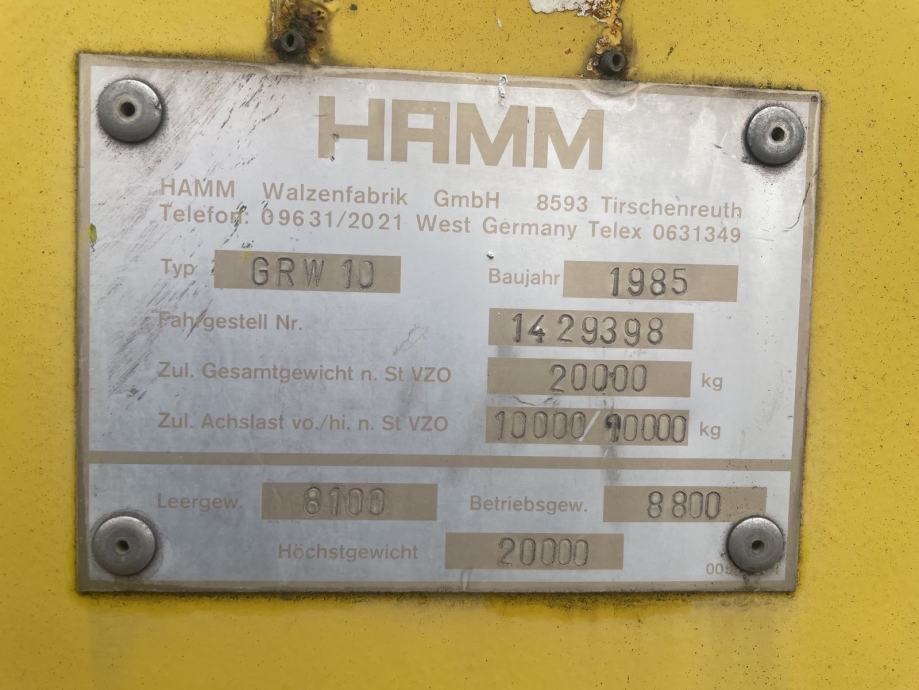 HAMM
HAMM Walzenfabrik GmbH 8593 Tirschenreuth
Telefon: 09631/2021 West Germany Telex 0631349
Typ GRW 10 Baujahr 1985
Fahrgestell Nr. 1429398
Zul. Gesamtgewicht n. St VZO 20000 kg
Zul. Achslast vo./hi. n. St VZO 10000/10000 kg
Leergew. 8100 Betriebsgew. 8800
Höchstgewicht 20000